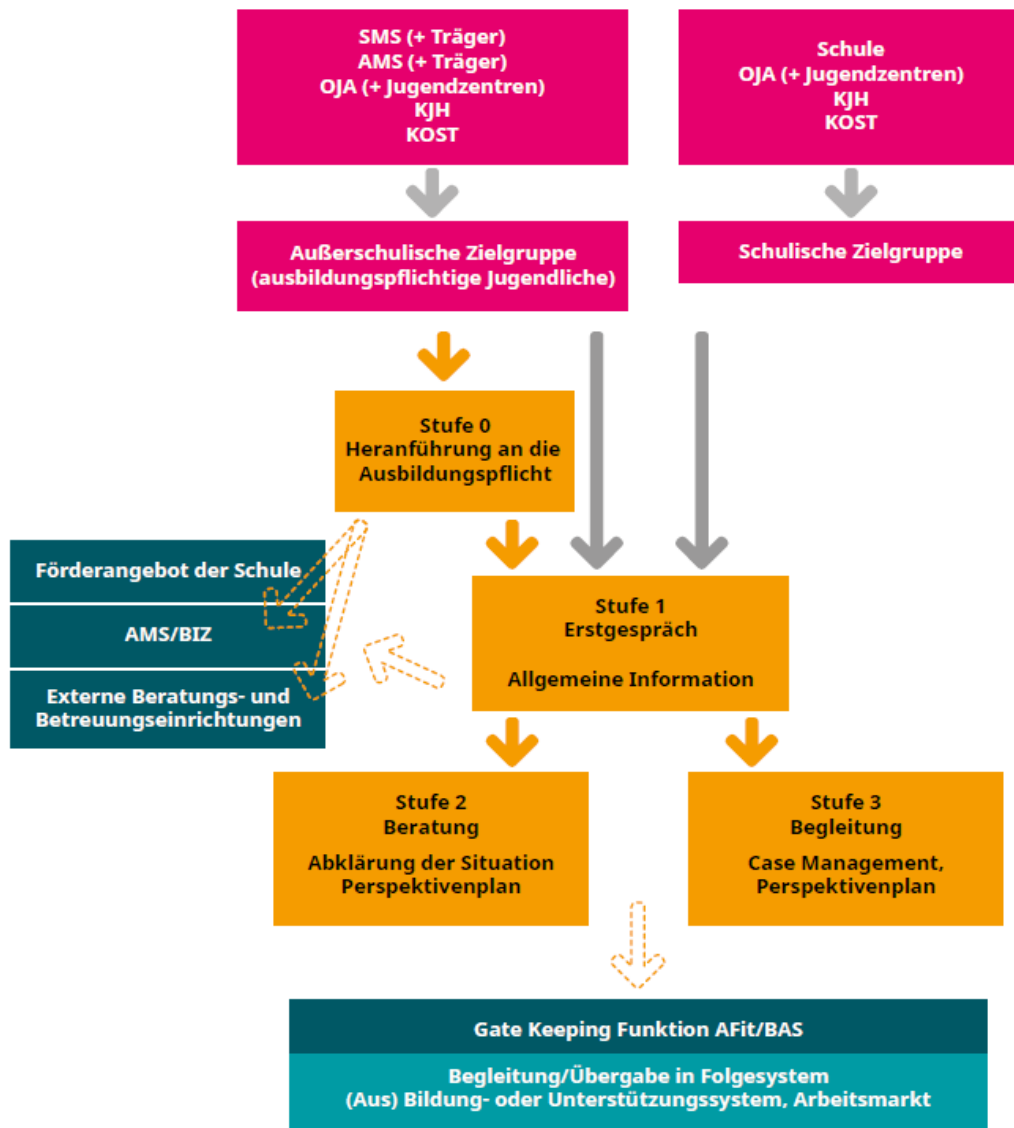 SMS (+ Träger)
AMS (+ Träger)
OJA (+ Jugendzentren)
KJH
KOST
Schule
OJA (+ Jugendzentren)
KJH
KOST
Außerschulische Zielgruppe
(ausbildungspflichtige Jugendliche)
Schulische Zielgruppe
Stufe 0
Heranführung an die
Ausbildungspflicht
Förderangebot der Schule
AMS/BIZ
Externe Beratungs- und
Betreuungseinrichtungen
Stufe 1
Erstgespräch
Allgemeine Information
Stufe 2
Beratung
Abklärung der Situation
Perspektivenplan
Stufe 3
Begleitung
Case Management,
Perspektivenplan
Gate Keeping Funktion AFit/BAS
Begleitung/Übergabe in Folgesystem
(Aus) Bildung- oder Unterstützungssystem, Arbeitsmarkt